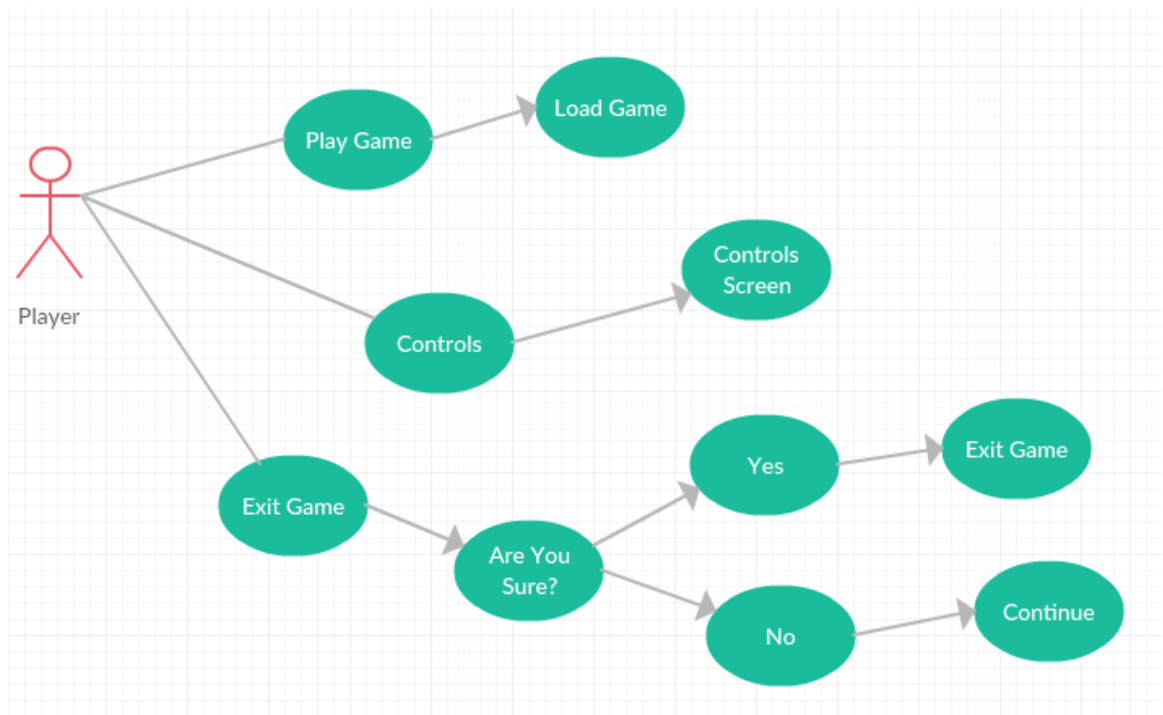 Player
Play Game
Load Game
Controls
Controls
Screen
Exit Game
Are You
Sure?
Yes
Exit Game
No
Continue